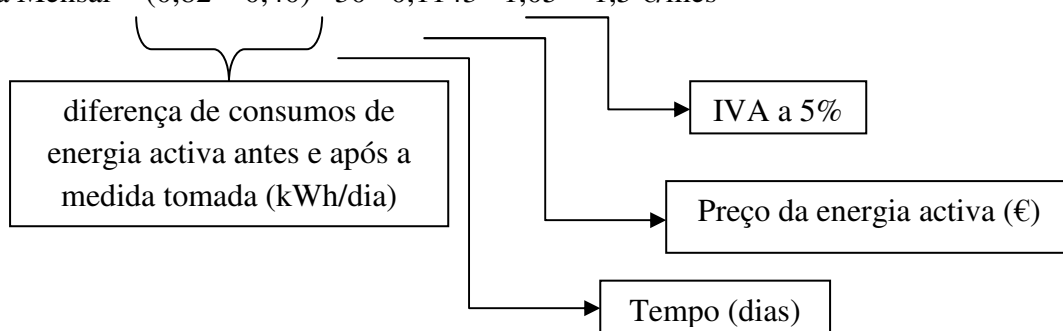 a Mensal = (0,82 − 0,40) 30 0,1143 1,05 = 1,5 €/mês
diferença de consumos de
energia activa antes e após a
medida tomada (kWh/dia)
IVA a 5%
Preço da energia activa (€)
Tempo (dias)